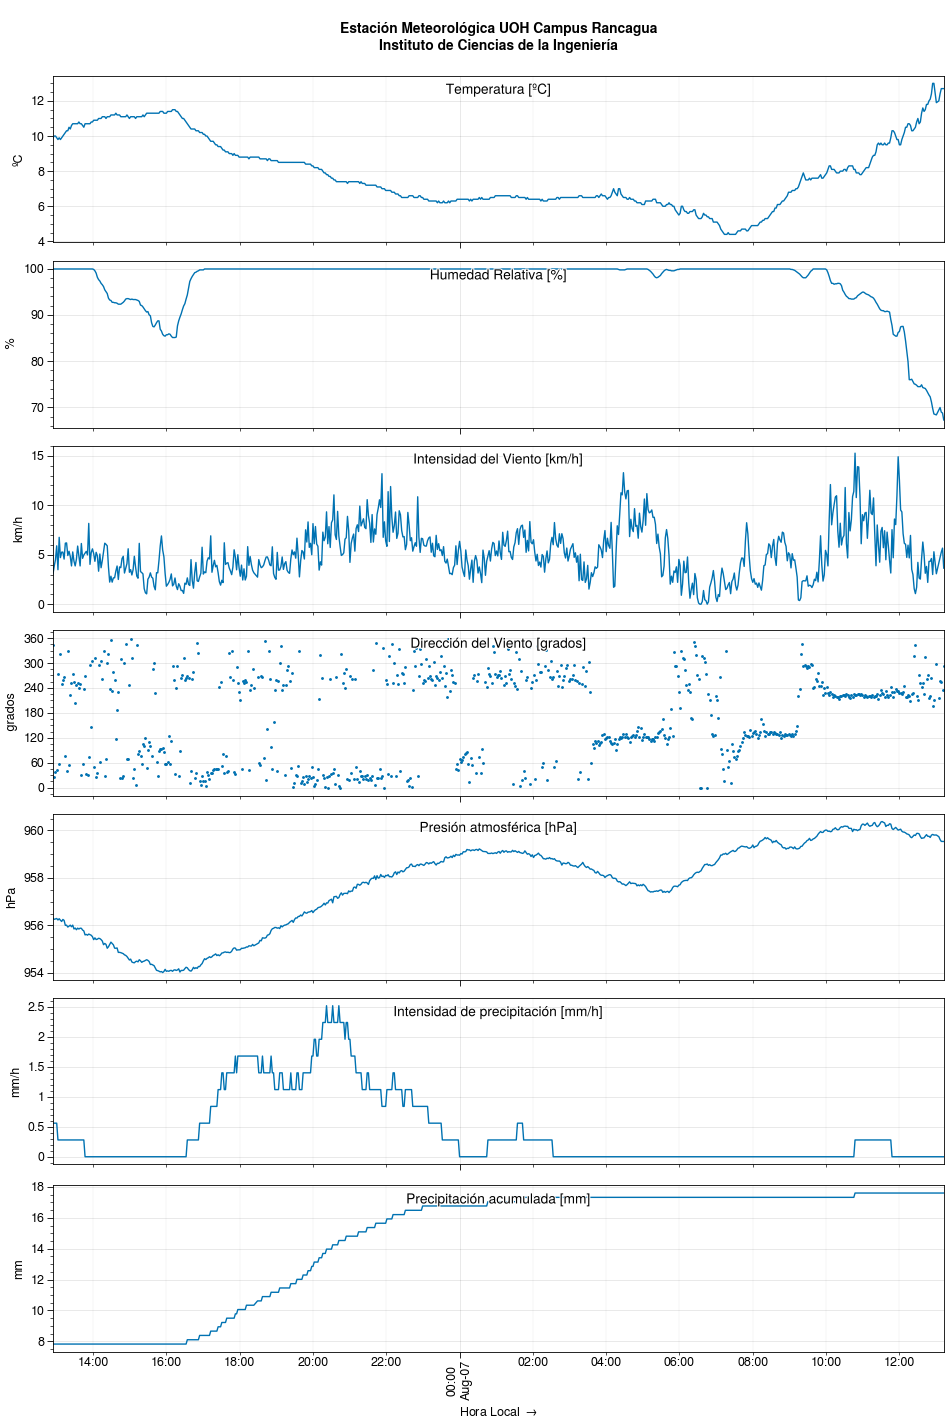 Estación Meteorológica UOH Campus Rancagua
Instituto de Ciencias de la Ingeniería
Temperatura [ºC]
ºC
12
10
8
6
4
Humedad Relativa [%]
%
100
90
80
70
Intensidad del Viento [km/h]
km/h
15
10
5
0
Dirección del Viento [grados]
grados
360
300
240
180
120
60
0
Presión atmosférica [hPa]
hPa
960
958
956
954
Intensidad de precipitación [mm/h]
mm/h
2.5
2
1.5
1
0.5
0
Precipitación acumulada [mm]
mm
18
16
14
12
10
8
14:00 16:00 18:00 20:00 22:00 00:00 02:00 04:00 06:00 08:00 10:00 12:00
Aug-07
Hora Local →